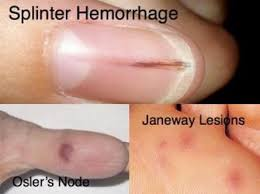 Splinter Hemorrhage
Janeway Lesions
Osler's Node